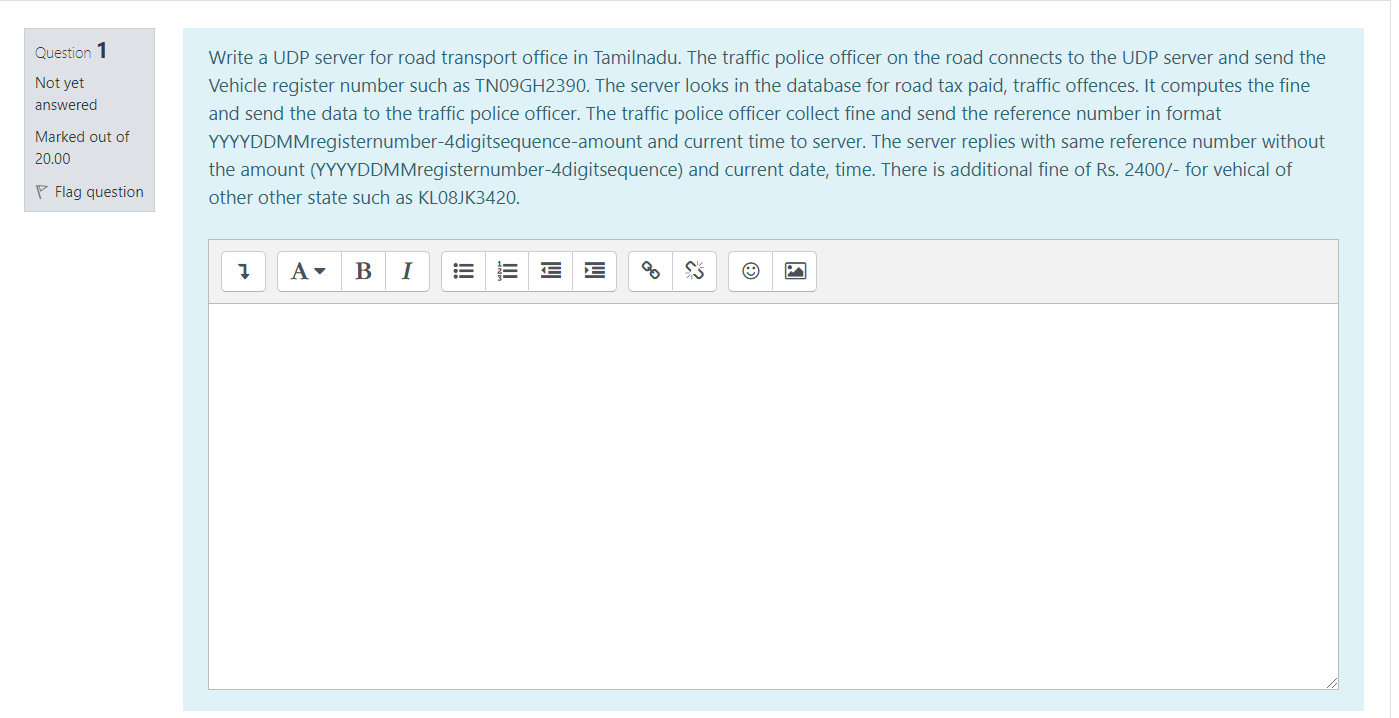 Question 1
Not yet
answered
Marked out of
20.00
Flag question
Write a UDP server for road transport office in Tamilnadu. The traffic police officer on the road connects to the UDP server and send the
Vehicle register number such as TN09GH2390. The server looks in the database for road tax paid, traffic offences. It computes the fine
and send the data to the traffic police officer. The traffic police officer collect fine and send the reference number in format
YYYYDDMMregisternumber-4digitsequence-amount and current time to server. The server replies with same reference number without
the amount (YYYYDDMMregisternumber-4digitsequence) and current date, time. There is additional fine of Rs. 2400/- for vehical of
other other state such as KL08JK3420.
A B I